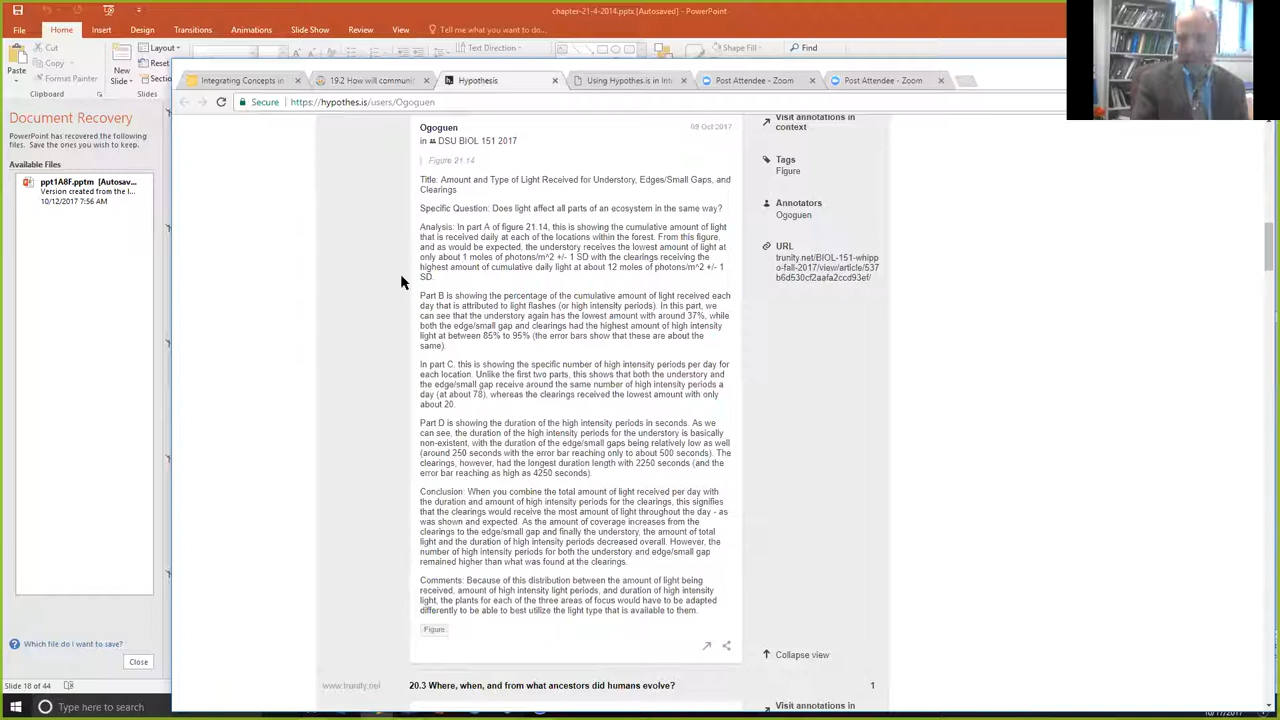 chapter-21-4-2014.pptx [Autosaved] - PowerPoint
File Home Insert Design Transitions Animations Slide Show Review View Tell me what you want to do...
Paste
Cut
Copy
Format Painter
Clipboard
New
Slide
Layout
Reset
Section
Slides
Text Direction
Shape Fill
Find
Document Recovery
PowerPoint has recovered the following
files. Save the ones you wish to keep.
Available Files
ppt1A8F.pptm [Autosav...
Version created from the l...
10/12/2017 7:56 AM
Which file do I want to save?
Close
Slide 18 of 44
Type here to search
Integrating Concepts in
19.2 How will commun
Hypothesis
Using Hypothes.is in Int
Post Attendee - Zoom
Post Attendee - Zoom
Secure https://hypothes.is/users/Ogoguen
Ogoguen
09 Oct 2017
in DSU BIOL 151 2017
Figure 21.14
Title: Amount and Type of Light Received for Understory, Edges/Small Gaps, and
Clearings
Specific Question: Does light affect all parts of an ecosystem in the same way?
Analysis: In part A of figure 21.14, this is showing the cumulative amount of light
that is received daily at each of the locations within the forest. From this figure,
and as would be expected, the understory receives the lowest amount of light at
only about 1 moles of photons/m^2 +/- 1 SD with the clearings receiving the
highest amount of cumulative daily light at about 12 moles of photons/m^2 +/- 1
SD.
Part B is showing the percentage of the cumulative amount of light received each
day that is attributed to light flashes (or high intensity periods). In this part, we
can see that the understory again has the lowest amount with around 37%, while
both the edge/small gap and clearings had the highest amount of high intensity
light at between 85% to 95% (the error bars show that these are about the
same).
In part C, this is showing the specific number of high intensity periods per day for
each location. Unlike the first two parts, this shows that both the understory and
the edge/small gap receive around the same number of high intensity periods a
day (at about 78), whereas the clearings received the lowest amount with only
about 20.
Part D is showing the duration of the high intensity periods in seconds. As we
can see, the duration of the high intensity periods for the understory is basically
non-existent, with the duration of the edge/small gaps being relatively low as well
(around 250 seconds with the error bar reaching only to about 500 seconds). The
clearings, however, had the longest duration length with 2250 seconds (and the
error bar reaching as high as 4250 seconds).
Conclusion: When you combine the total amount of light received per day with
the duration and amount of high intensity periods for the clearings, this signifies
that the clearings would receive the most amount of light throughout the day - as
was shown and expected. As the amount of coverage increases from the
clearings to the edge/small gap and finally the understory, the amount of total
light and the duration of high intensity periods decreased overall. However, the
number of high intensity periods for both the understory and edge/small gap
remained higher than what was found at the clearings.
Comments: Because of this distribution between the amount of light being
received, amount of high intensity light periods, and duration of high intensity
light, the plants for each of the three areas of focus would have to be adapted
differently to be able to best utilize the light type that is available to them.
Figure
Visit annotations in
context
Tags
Figure
Annotators
Ogoguen
URL
trunity.net/BIOL-151-whipp
o-fall-2017/view/article/537
b6d530cf2aafa2ccd93ef/
Collapse view
www.trunity.net
20.3 Where, when, and from what ancestors did humans evolve?
1
Visit annotations in
10/17/2017